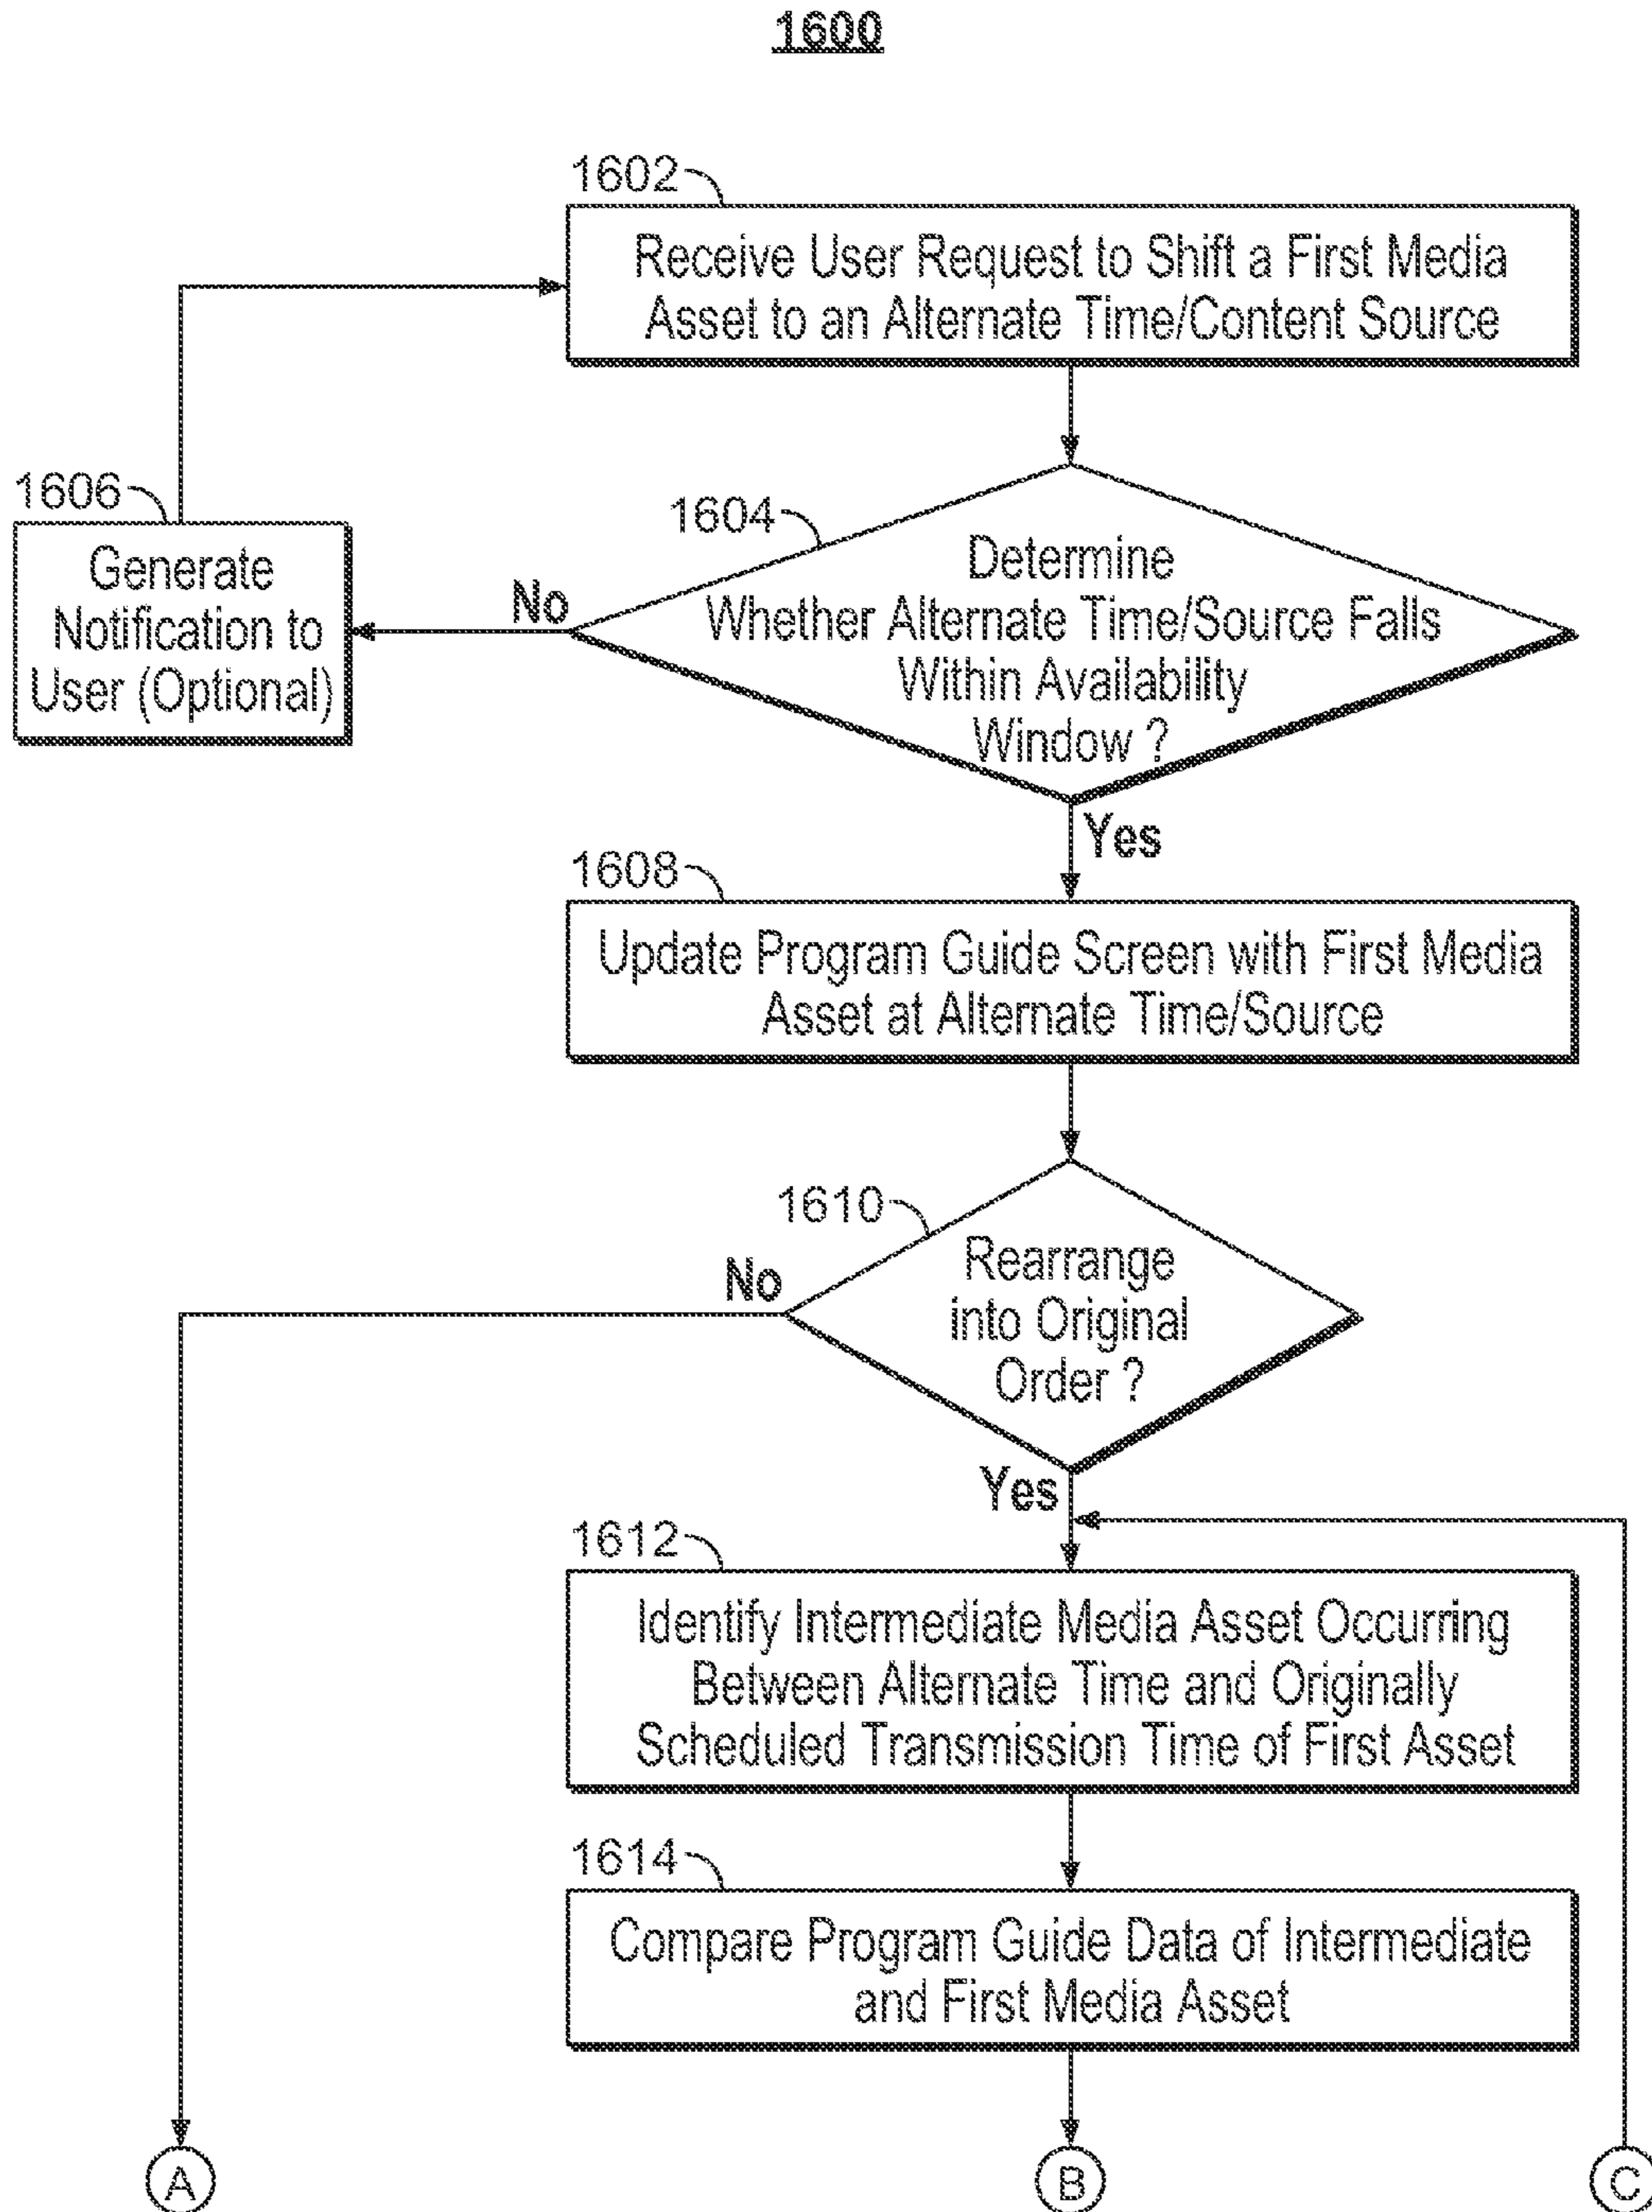 1600
1602
Receive User Request to Shift a First Media
Asset to an Alternate Time/Content Source
1606
Generate
Notification to
User (Optional)
No
1604
Determine
Whether Alternate Time/Source Falls
Within Availability
Window ?
Yes
1608
Update Program Guide Screen with First Media
Asset at Alternate Time/Source
1610
No
Rearrange
into Original
Order ?
Yes
1612
Identify Intermediate Media Asset Occurring
Between Alternate Time and Originally
Scheduled Transmission Time of First Asset
1614
Compare Program Guide Data of Intermediate
and First Media Asset
A
B
C